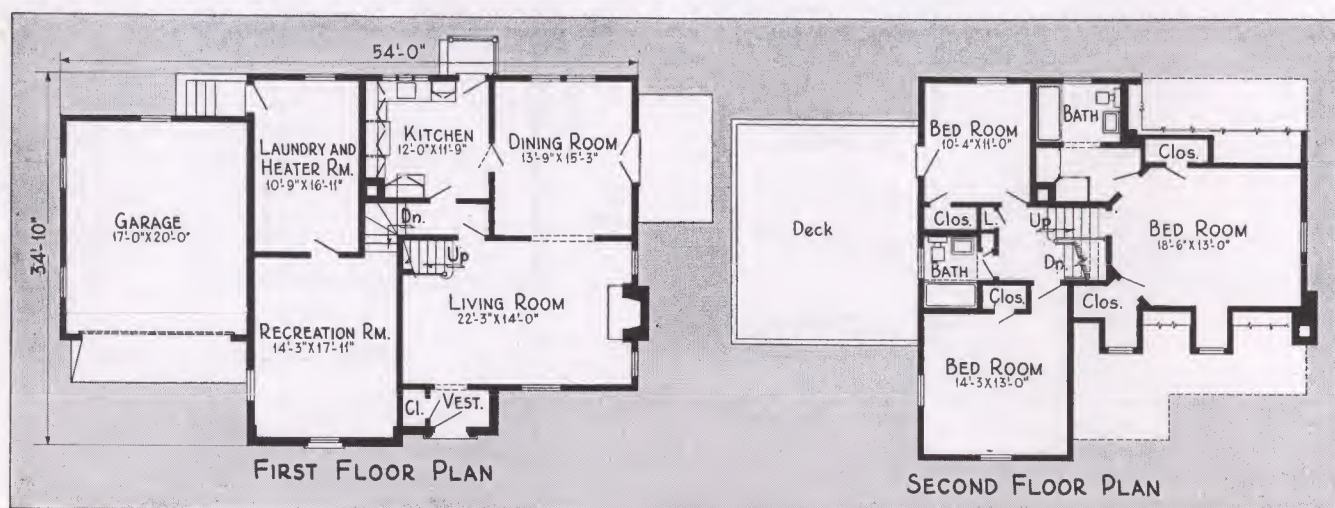 54'-0"
34'-10"
GARAGE
17'-0"X20'-0"
LAUNDRY AND
HEATER RM.
10'-9"X16'-11"
KITCHEN
12'-0"X11'-9"
DINING ROOM
13'-9"X15'-3"
Dn.
Up
LIVING ROOM
22'-3"X14'-0"
RECREATION RM.
14'-3"X17'-11"
Cl.
VEST.
FIRST FLOOR PLAN
Deck
BED ROOM
10'-4"X11'-0"
BATH
Clos.
Clos.
L.
Up
BED ROOM
18'-6"X13'-0"
BATH
Dn.
Clos.
Clos.
BED ROOM
14'-3X13'-0"
SECOND FLOOR PLAN